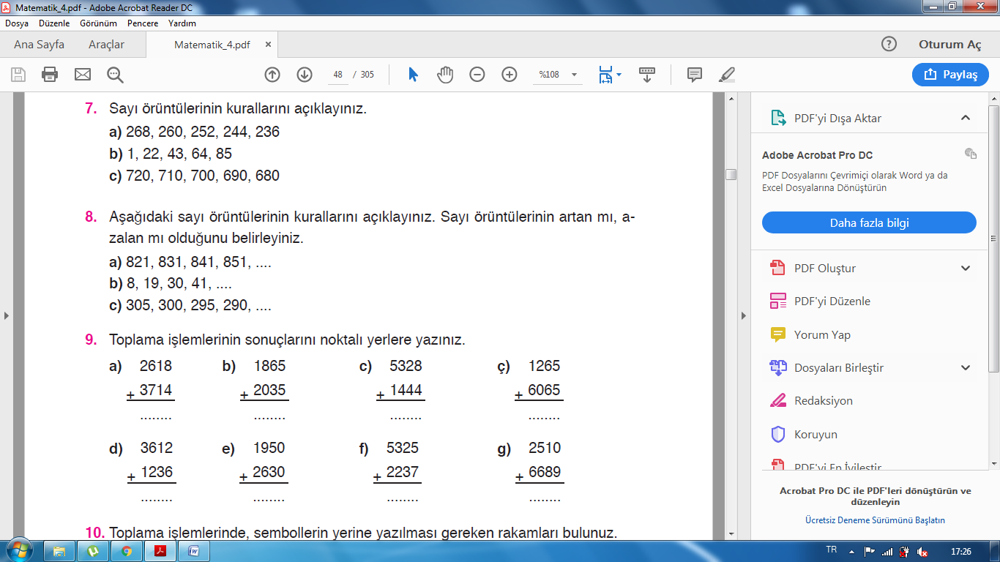 Matematik_4.pdf - Adobe Acrobat Reader DC
Dosya Düzenle Görünüm Pencere Yardım
Ana Sayfa Araçlar Matematik_4.pdf × ? Oturum Aç
48 / 305 %108 Paylaş
7. Sayı örüntülerinin kurallarını açıklayınız.
a) 268, 260, 252, 244, 236
b) 1, 22, 43, 64, 85
c) 720, 710, 700, 690, 680
8. Aşağıdaki sayı örüntülerinin kurallarını açıklayınız. Sayı örüntülerinin artan mı, a-
zalan mı olduğunu belirleyiniz.
a) 821, 831, 841, 851, ....
b) 8, 19, 30, 41, ....
c) 305, 300, 295, 290, ....
9. Toplama işlemlerinin sonuçlarını noktalı yerlere yazınız.
a) 2618 b) 1865 c) 5328 ç) 1265
+ 3714 + 2035 + 1444 + 6065
........ ........ ........ ........
d) 3612 e) 1950 f) 5325 g) 2510
+ 1236 + 2630 + 2237 + 6689
........ ........ ........ ........
10. Toplama işlemlerinde, sembollerin yerine yazılması gereken rakamları bulunuz.
PDF'yi Dışa Aktar
Adobe Acrobat Pro DC
PDF Dosyalarını Çevrimiçi olarak Word ya da
Excel Dosyalarına Dönüştürün
Daha fazla bilgi
PDF Oluştur
PDF'yi Düzenle
Yorum Yap
Dosyaları Birleştir
Redaksiyon
Koruyun
PDF'yi En İyileştir
Acrobat Pro DC ile PDF'leri dönüştürün ve
düzenleyin
Ücretsiz Deneme Sürümünü Başlatın
TR 17:26